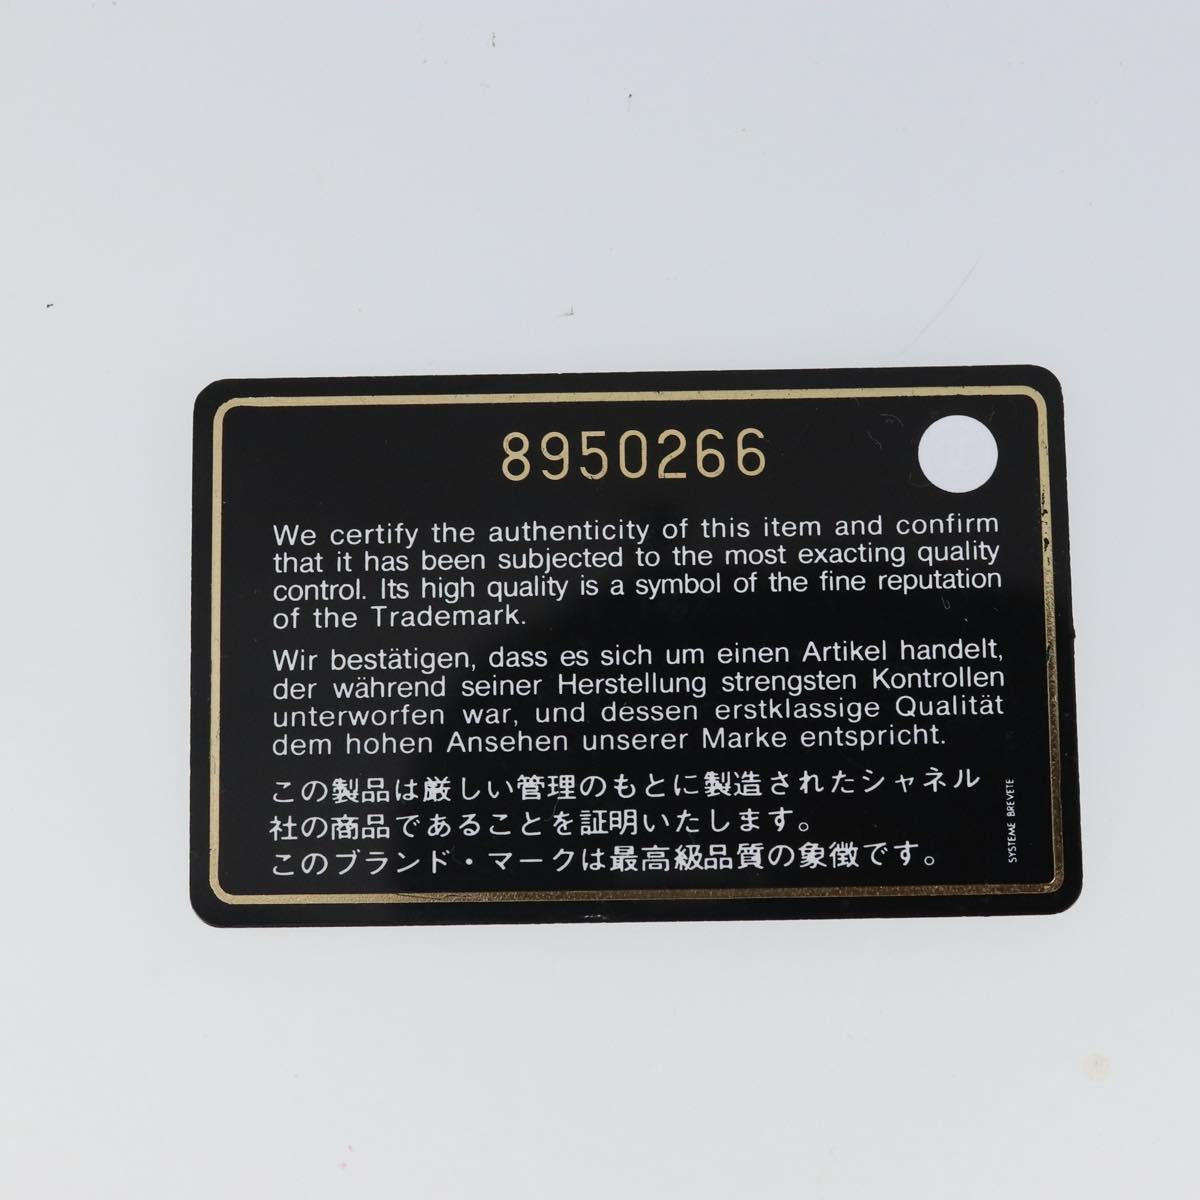 8950266
We certify the authenticity of this item and confirm
that it has been subjected to the most exacting quality
control. Its high quality is a symbol of the fine reputation
of the Trademark.
Wir bestätigen, dass es sich um einen Artikel handelt,
der während seiner Herstellung strengsten Kontrollen
unterworfen war, und dessen erstklassige Qualität
dem hohen Ansehen unserer Marke entspricht.
この製品は厳しい管理のもとに製造されたシャネル
社の商品であることを証明いたします。
このブランド・マークは最高級品質の象徴です。
SYSTEME BREVETE